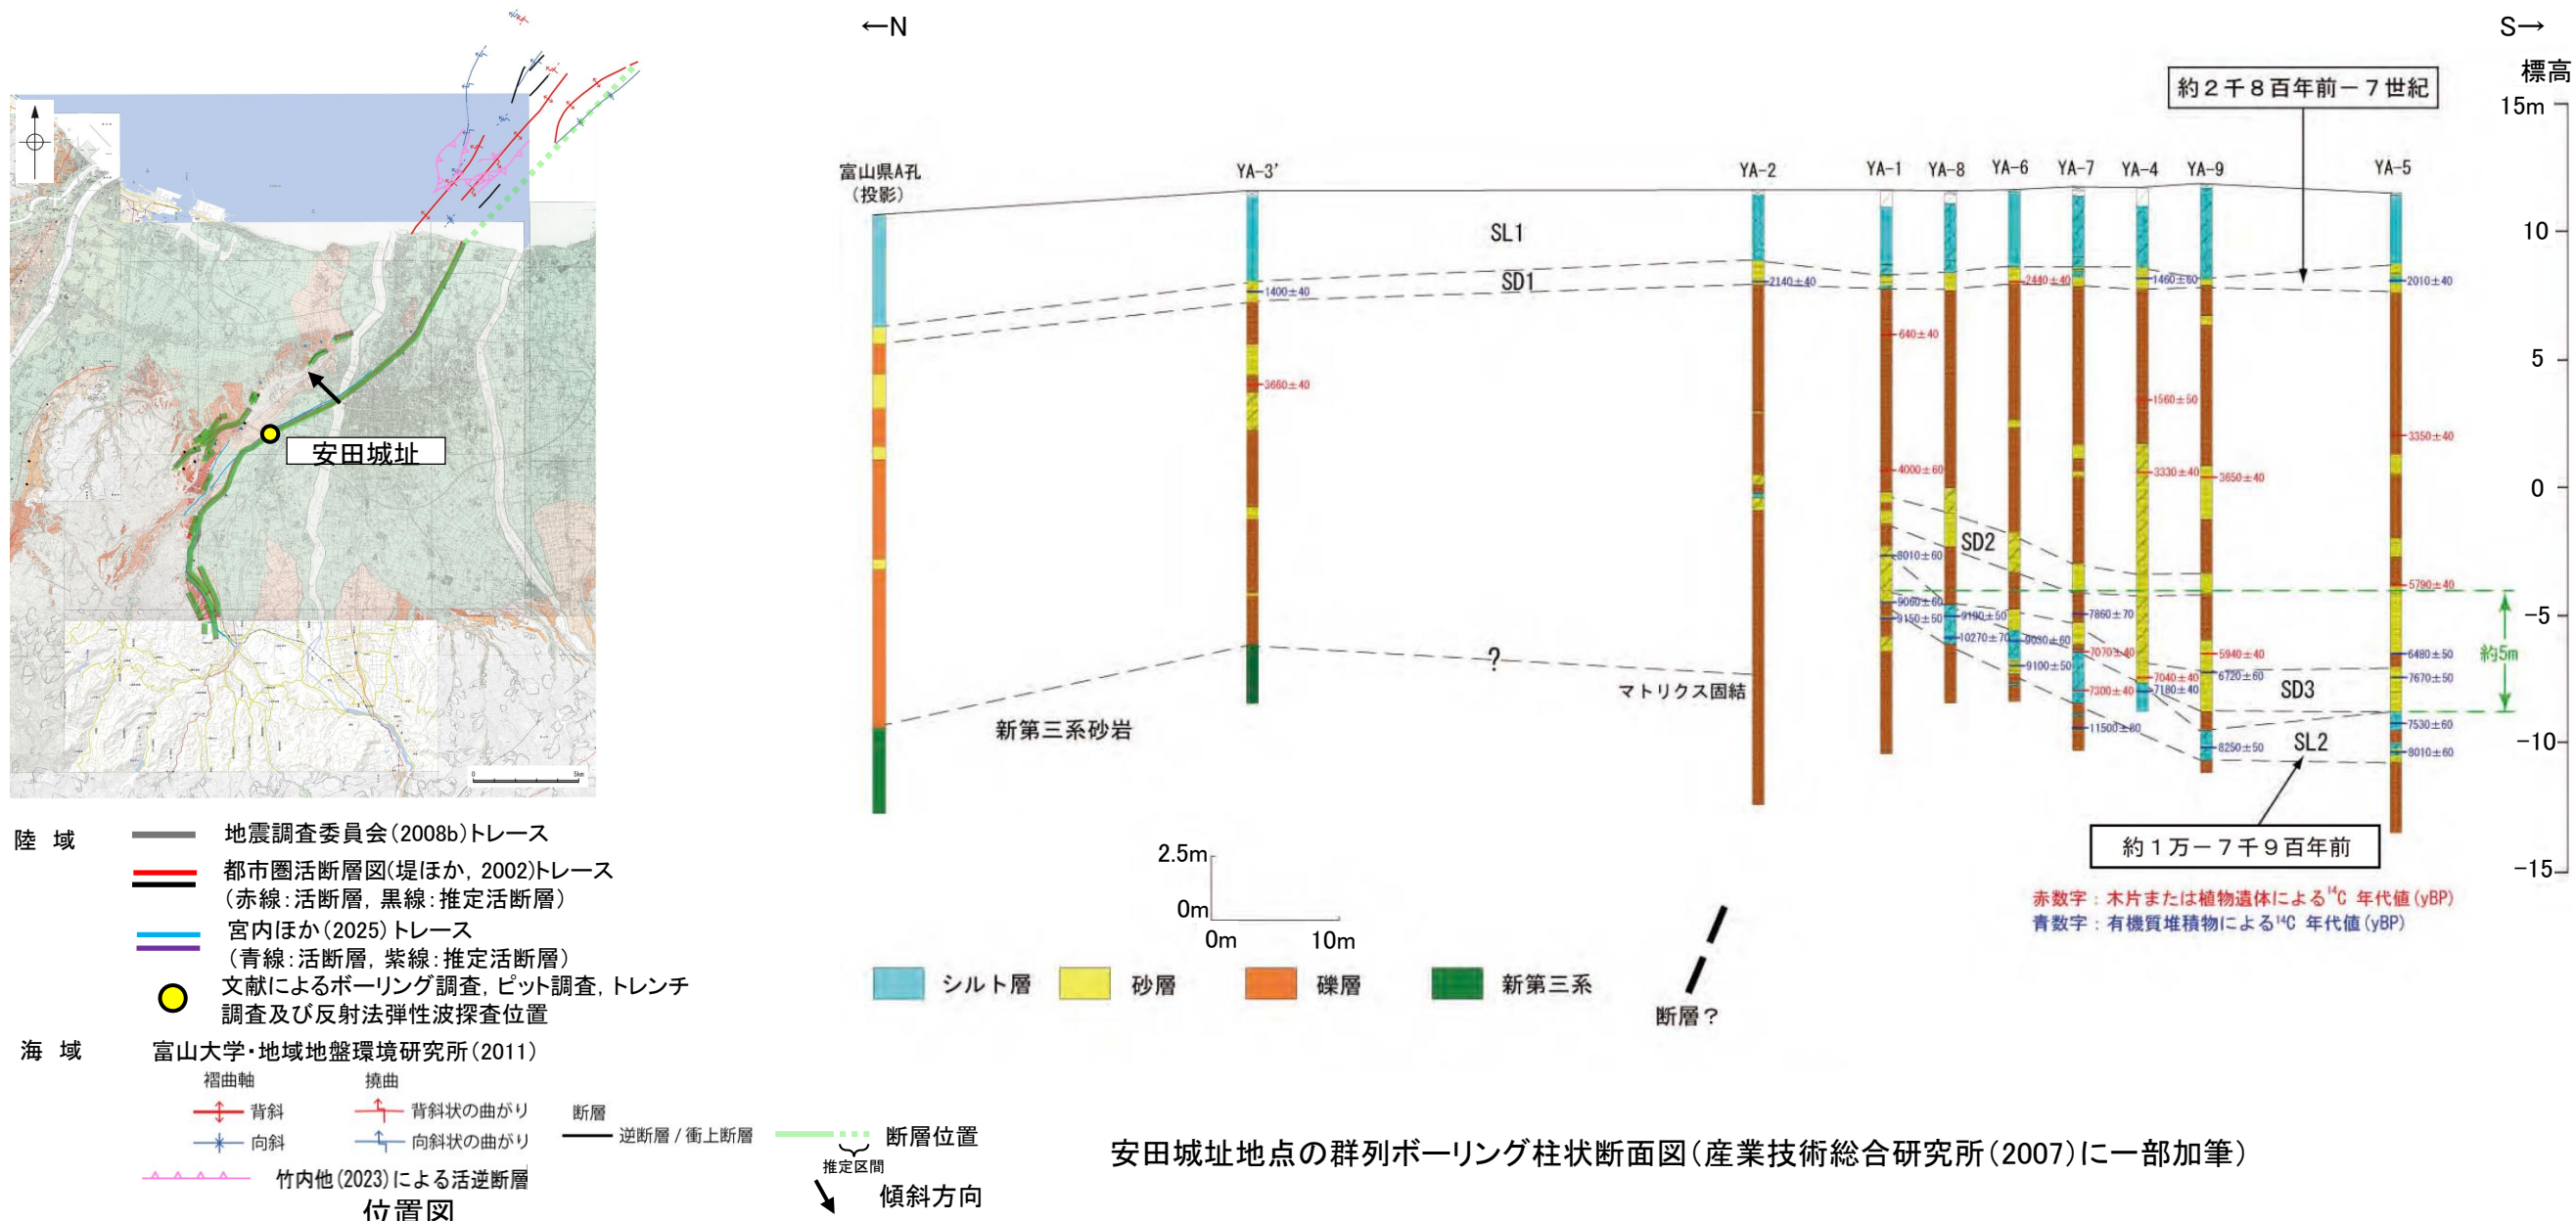 ←N
S→
標高
15m
10
5
0
-5
-10
-15
約２千８百年前－７世紀
富山県A孔
(投影)
YA-3'
YA-2
YA-1
YA-8
YA-6
YA-7
YA-4
YA-9
YA-5
SL1
SD1
SD2
SD3
SL2
1400±40
3660±40
2140±40
640±40
4000±60
8010±60
9060±60
9150±50
9190±50
10270±70
2440±40
9030±60
9100±50
7860±70
7070±40
7300±40
11500±80
1460±60
1560±50
3330±40
7040±40
7180±40
3650±40
5940±40
6720±60
8250±50
2010±40
3350±40
5790±40
6480±50
7670±50
7530±60
8010±60
約5m
?
マトリクス固結
新第三系砂岩
約１万－７千９百年前
赤数字：木片または植物遺体による¹⁴C 年代値(yBP)
青数字：有機質堆積物による¹⁴C 年代値(yBP)
2.5m
0m
0m
10m
シルト層
砂層
礫層
新第三系
断層？
安田城址地点の群列ボーリング柱状断面図(産業技術総合研究所(2007)に一部加筆)
安田城址
0
5km
陸 域
地震調査委員会(2008b)トレース
都市圏活断層図(堤ほか, 2002)トレース
(赤線：活断層, 黒線：推定活断層)
宮内ほか(2025)トレース
(青線：活断層, 紫線：推定活断層)
文献によるボーリング調査, ピット調査, トレンチ
調査及び反射法弾性波探査位置
海 域
富山大学・地域地盤環境研究所(2011)
褶曲軸
撓曲
背斜
背斜状の曲がり
断層
向斜
向斜状の曲がり
逆断層 / 衝上断層
断層位置
推定区間
竹内他(2023)による活逆断層
傾斜方向
位置図